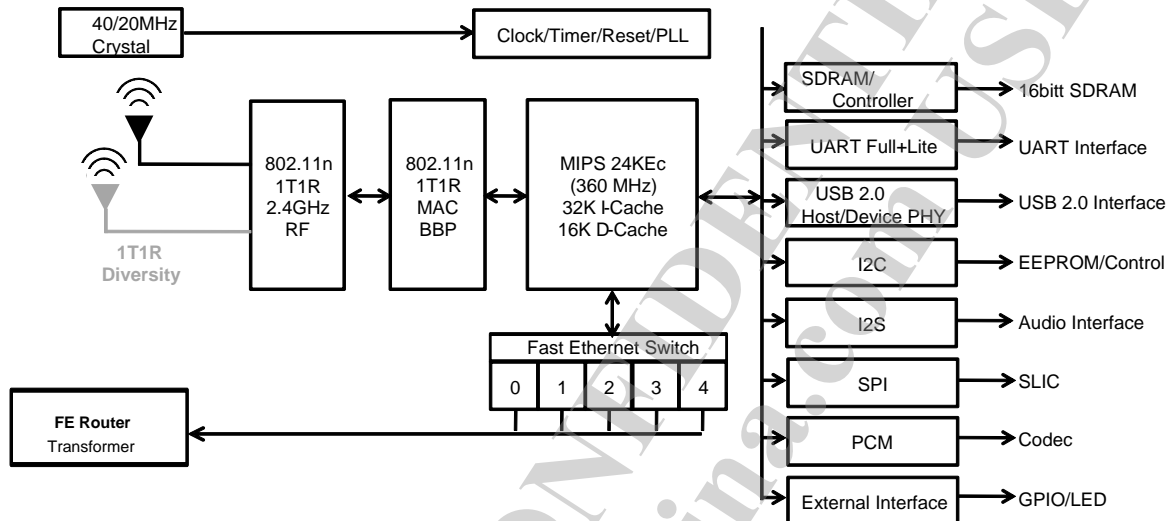 40/20MHz
Crystal
Clock/Timer/Reset/PLL
802.11n
1T1R
2.4GHz
RF
802.11n
1T1R
MAC
BBP
MIPS 24KEc
(360 MHz)
32K I-Cache
16K D-Cache
1T1R
Diversity
Fast Ethernet Switch
0 1 2 3 4
FE Router
Transformer
SDRAM/
Controller
16bitt SDRAM
UART Full+Lite
UART Interface
USB 2.0
Host/Device PHY
USB 2.0 Interface
I2C
EEPROM/Control
I2S
Audio Interface
SPI
SLIC
PCM
Codec
External Interface
GPIO/LED